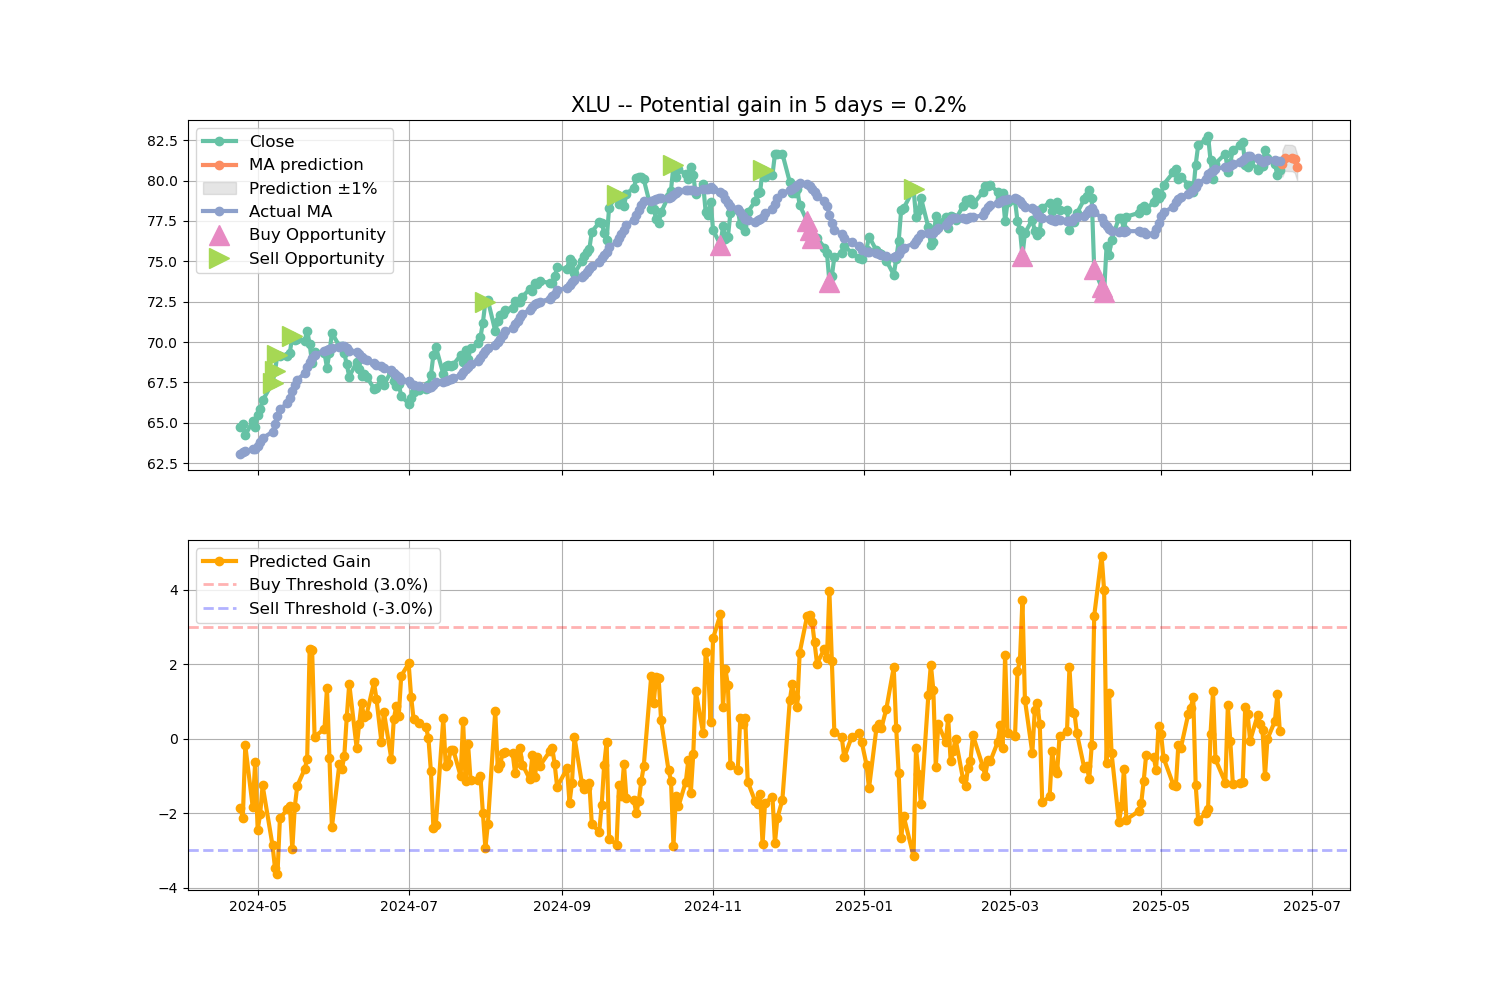 XLU -- Potential gain in 5 days = 0.2%
82.5
80.0
77.5
75.0
72.5
70.0
67.5
65.0
62.5
Close
MA prediction
Prediction ±1%
Actual MA
Buy Opportunity
Sell Opportunity
4
2
0
−2
−4
Predicted Gain
Buy Threshold (3.0%)
Sell Threshold (-3.0%)
2024-05
2024-07
2024-09
2024-11
2025-01
2025-03
2025-05
2025-07